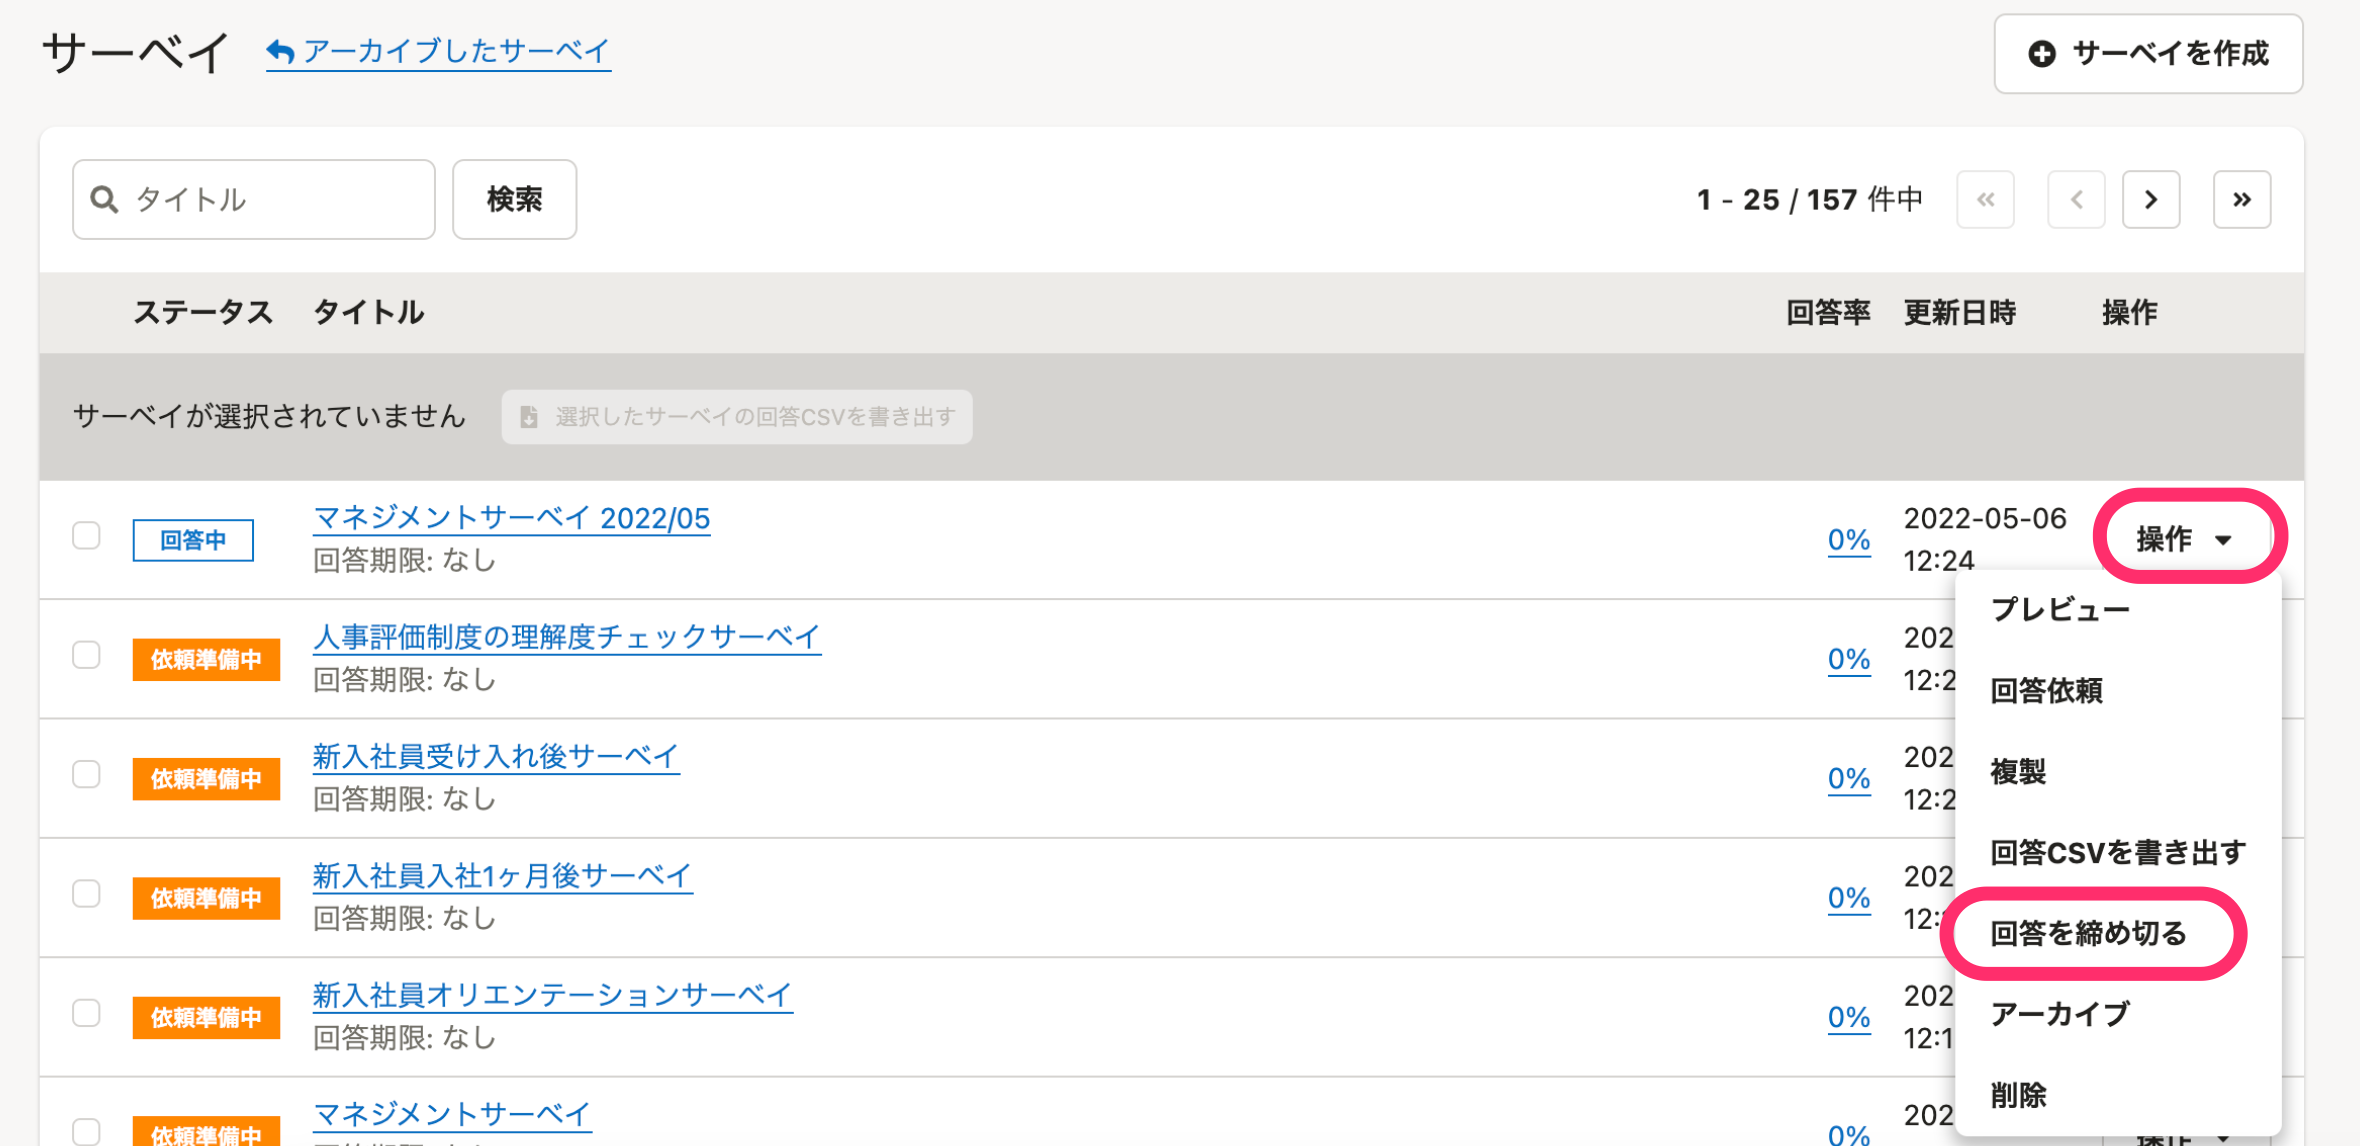 サーベイ アーカイブしたサーベイ サーベイを作成
タイトル 検索 1 - 25 / 157 件中
ステータス タイトル 回答率 更新日時 操作
サーベイが選択されていません 選択したサーベイの回答CSVを書き出す
回答中 マネジメントサーベイ 2022/05 0% 2022-05-06 操作
回答期限: なし 12:24
プレビュー
依頼準備中 人事評価制度の理解度チェックサーベイ 0% 202
回答期限: なし 12:2
回答依頼
依頼準備中 新入社員受け入れ後サーベイ 0% 202
回答期限: なし 12:2
複製
回答CSVを書き出す
依頼準備中 新入社員入社1ヶ月後サーベイ 0% 202
回答期限: なし 12:
回答を締め切る
依頼準備中 新入社員オリエンテーションサーベイ 0% 202
回答期限: なし 12:1
アーカイブ
削除
依頼準備中 マネジメントサーベイ 0% 202